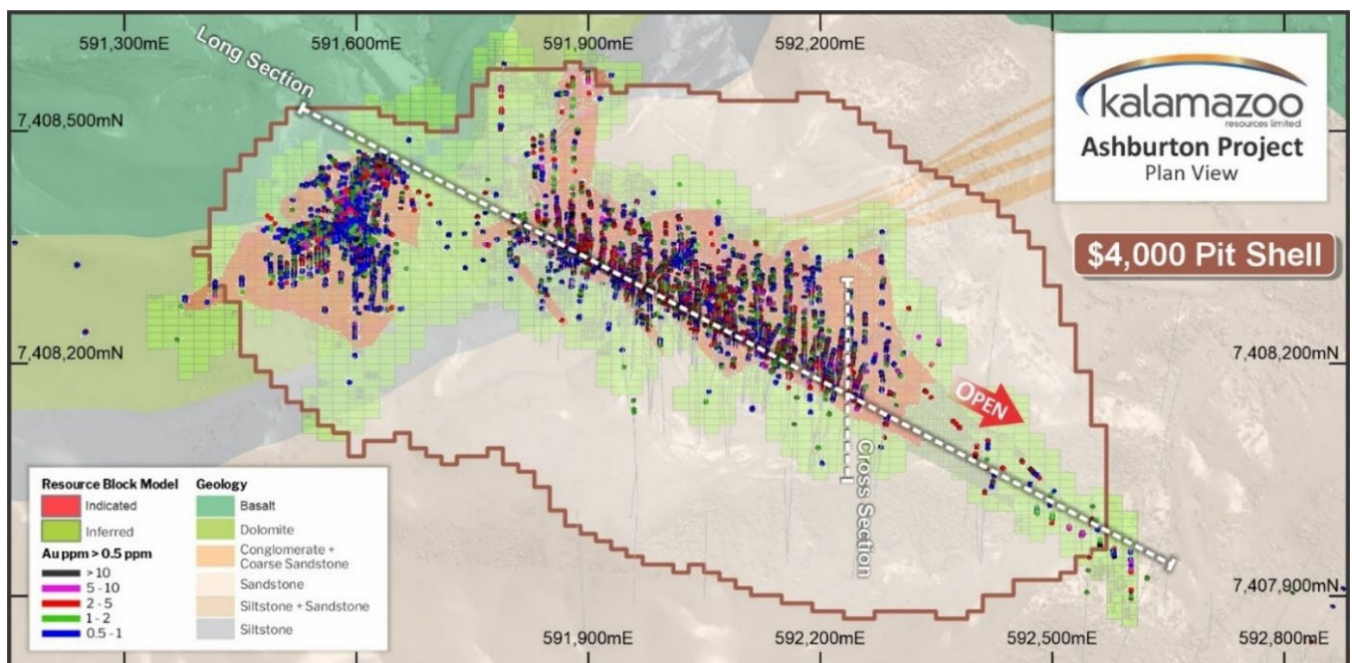 591,300mE
591,600mE
591,900mE
592,200mE
Long Section
kalamazoo
resources limited
Ashburton Project
Plan View
7,408,500mN
$4,000 Pit Shell
7,408,200mN
7,408,200mN
OPEN
Cross Section
Resource Block Model
Indicated
Inferred
Au ppm > 0.5 ppm
>10
5 - 10
2 - 5
1 - 2
0.5 - 1
Geology
Basalt
Dolomite
Conglomerate +
Coarse Sandstone
Sandstone
Siltstone + Sandstone
Siltstone
7,407,900mN
591,900mE
592,200mE
592,500mE
592,800mE